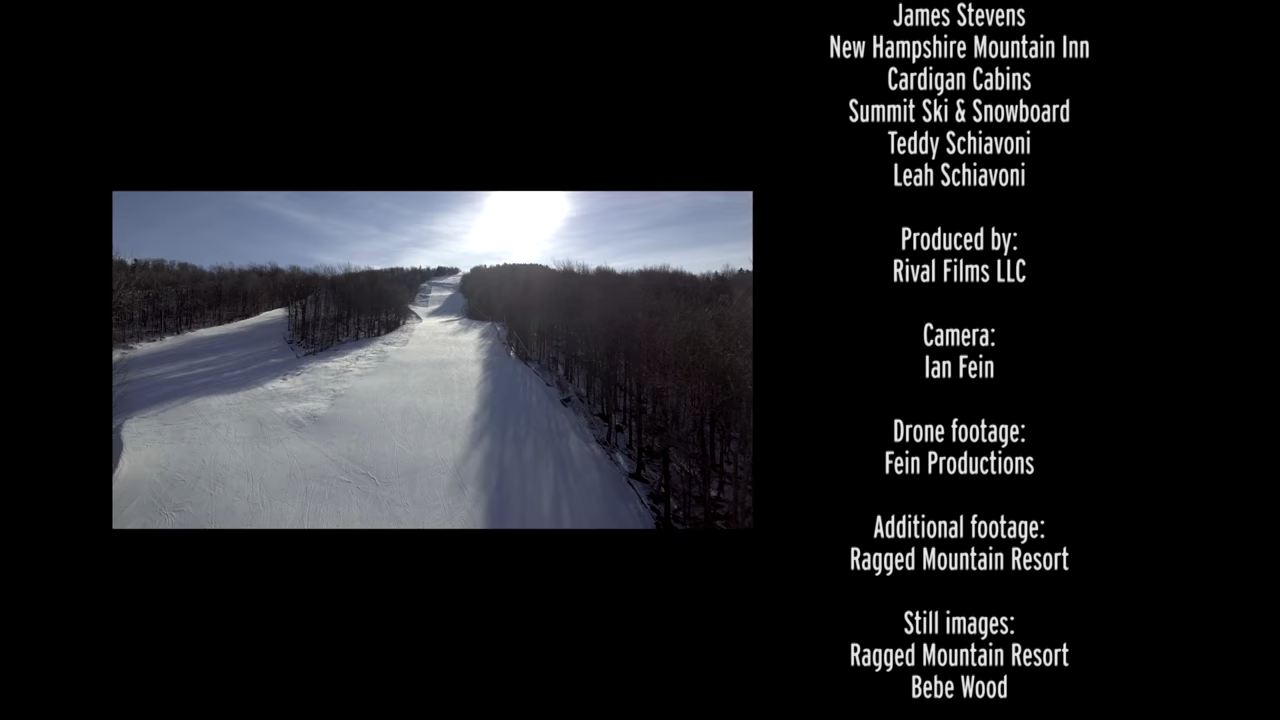 James Stevens
New Hampshire Mountain Inn
Cardigan Cabins
Summit Ski & Snowboard
Teddy Schiavoni
Leah Schiavoni
Produced by:
Rival Films LLC
Camera:
Ian Fein
Drone footage:
Fein Productions
Additional footage:
Ragged Mountain Resort
Still images:
Ragged Mountain Resort
Bebe Wood